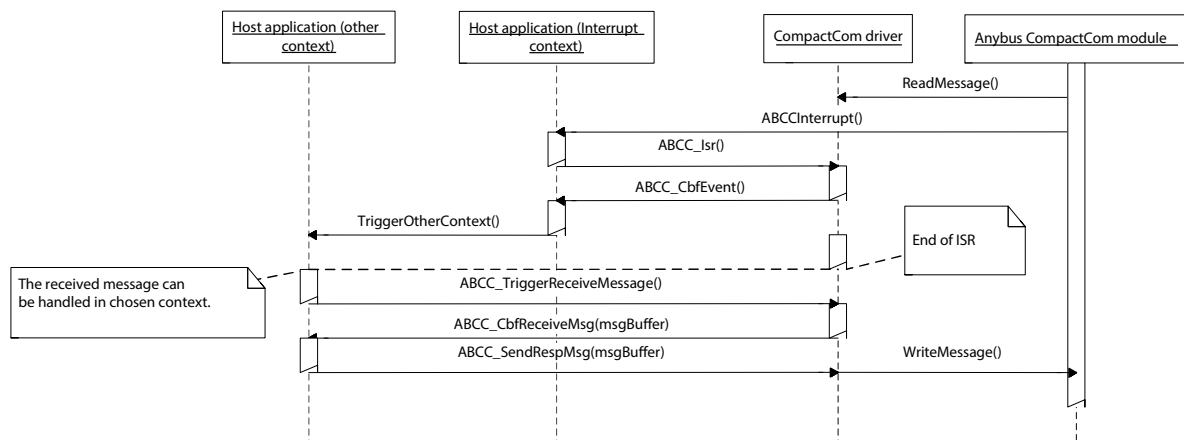 Host application (other
context)
Host application (Interrupt
context)
CompactCom driver
Anybus CompactCom module
ReadMessage()
ABCCInterrupt()
ABCC_Isr()
ABCC_CbfEvent()
TriggerOtherContext()
End of ISR
The received message can
be handled in chosen context.
ABCC_TriggerReceiveMessage()
ABCC_CbfReceiveMsg(msgBuffer)
ABCC_SendRespMsg(msgBuffer)
WriteMessage()